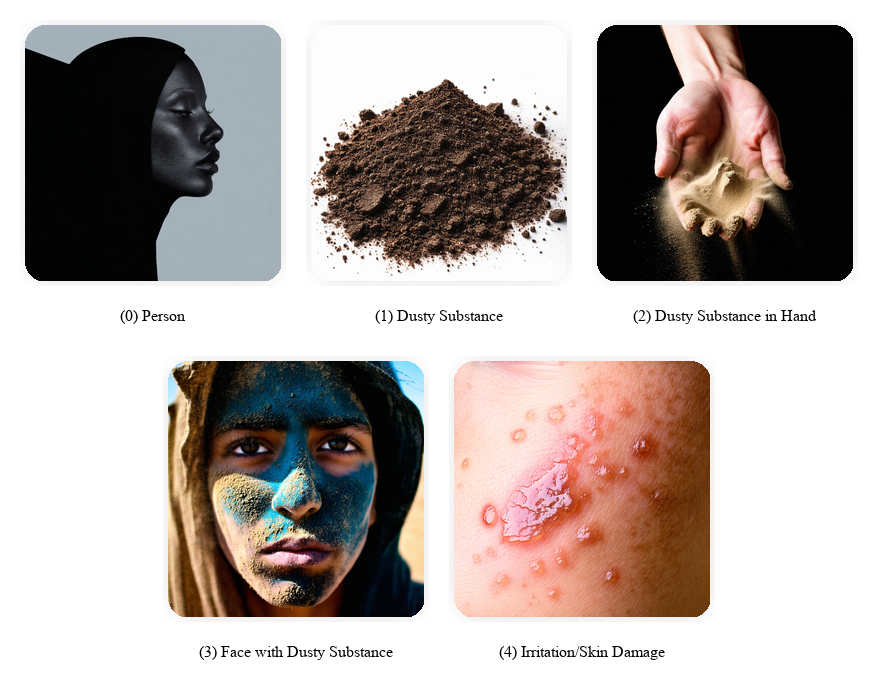 (0) Person
(1) Dusty Substance
(2) Dusty Substance in Hand
(3) Face with Dusty Substance
(4) Irritation/Skin Damage